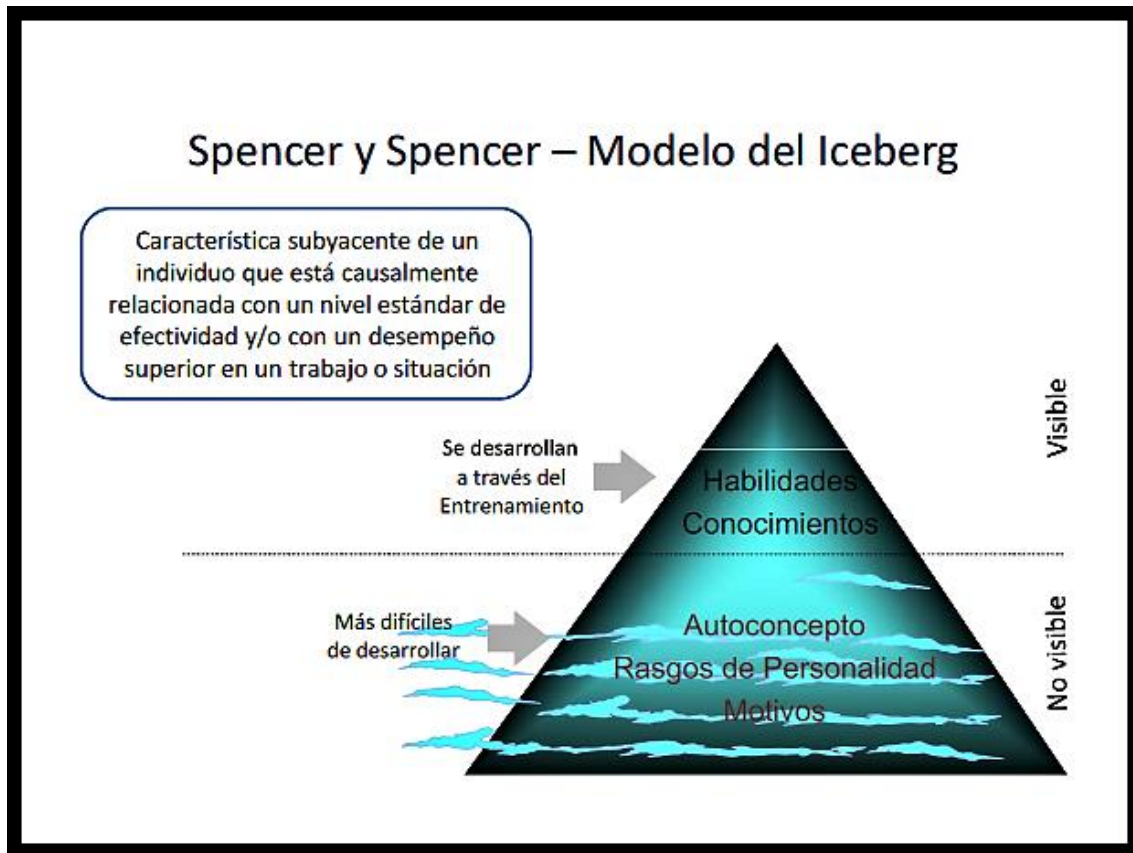 Spencer y Spencer – Modelo del Iceberg
Característica subyacente de un
individuo que está causalmente
relacionada con un nivel estándar de
efectividad y/o con un desempeño
superior en un trabajo o situación
Visible
Se desarrollan
a través del
Entrenamiento
Habilidades
Conocimientos
Más difíciles
de desarrollar
Autoconcepto
Rasgos de Personalidad
Motivos
No visible